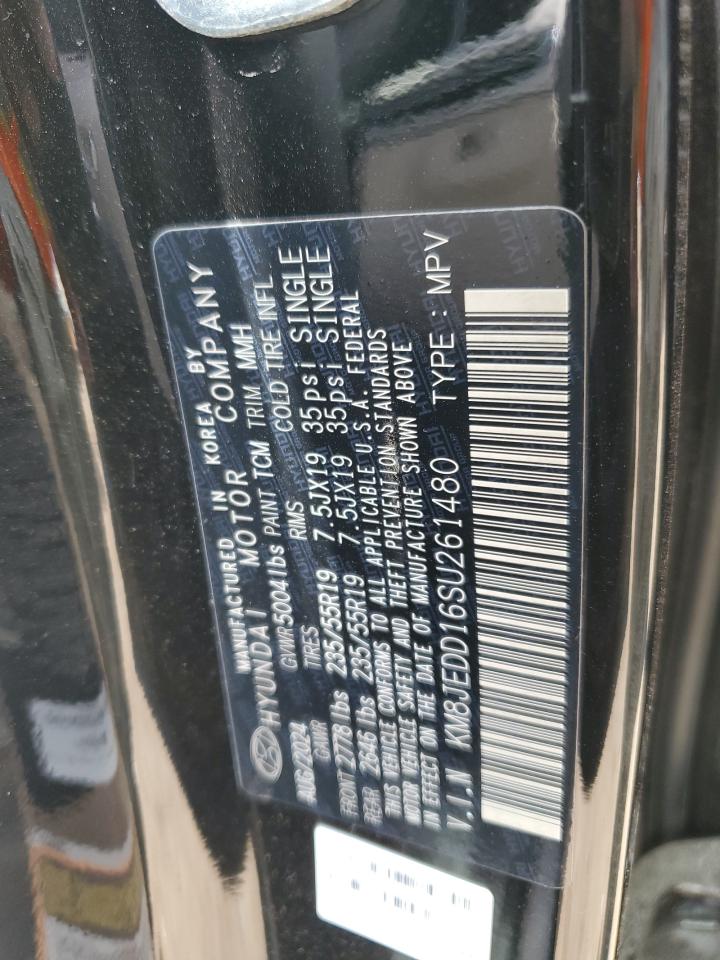 MANUFACTURED IN KOREA BY
HYUNDAI MOTOR COMPANY
AUG/2024 GVWR 5004 lbs PAINT TCM TRIM MMH
GAWR TIRES RIMS COLD TIRE INFL.
FRONT 2778 lbs 235/55R19 7.5JX19 35psi SINGLE
REAR 2646 lbs 235/55R19 7.5JX19 35psi SINGLE
THIS VEHICLE CONFORMS TO ALL APPLICABLE U.S.A. FEDERAL
MOTOR VEHICLE SAFETY AND THEFT PREVENTION STANDARDS
IN EFFECT ON THE DATE OF MANUFACTURE SHOWN ABOVE
V.I.N KM8JEDD16SU261480 TYPE : MPV